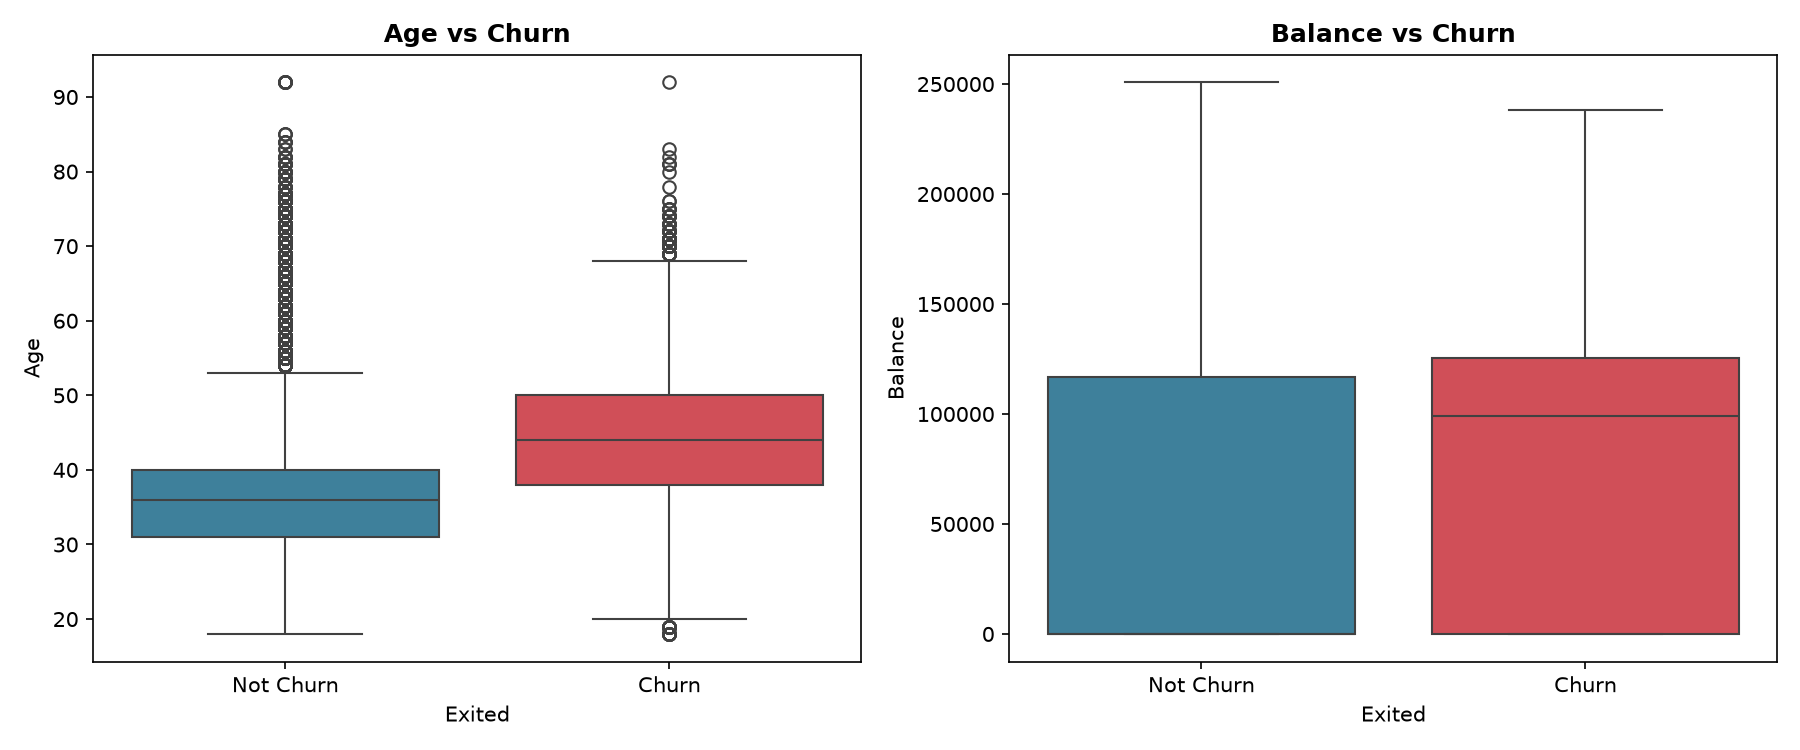 Age vs Churn
90
80
70
60
50
40
30
20
Age
Not Churn
Churn
Exited
Balance vs Churn
250000
200000
150000
100000
50000
0
Balance
Not Churn
Churn
Exited